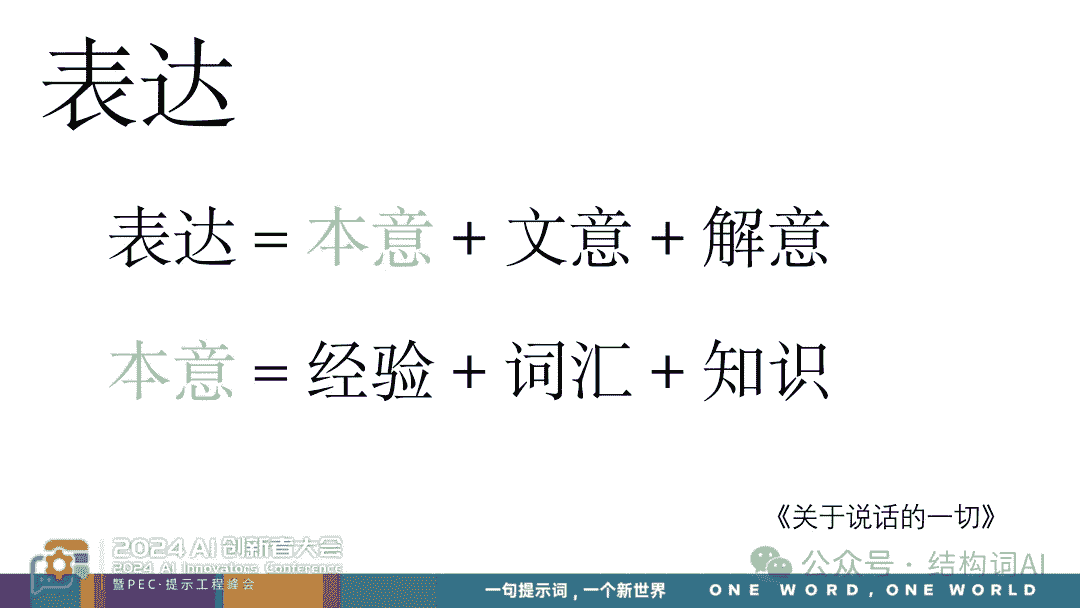 表达
表达 = 本意 + 文意 + 解意
本意 = 经验 + 词汇 + 知识
《关于说话的一切》
2024 AI 创新者大会
2024 AI Innovators Conference
公众号 · 结构词AI
暨PEC·提示工程峰会
一句提示词，一个新世界
ONE WORD, ONE WORLD